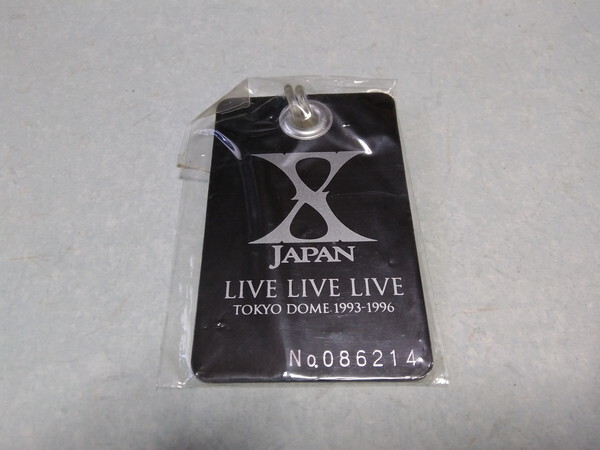 X
JAPAN
LIVE LIVE LIVE
TOKYO DOME 1993-1996
No.086214